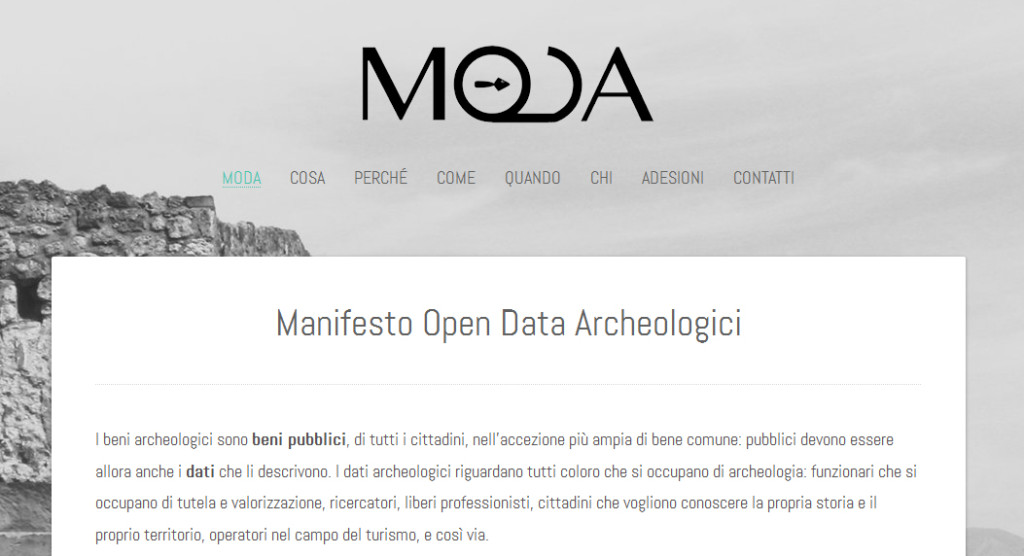 MODA
MODA COSA PERCHÉ COME QUANDO CHI ADESIONI CONTATTI
Manifesto Open Data Archeologici
I beni archeologici sono beni pubblici, di tutti i cittadini, nell'accezione più ampia di bene comune: pubblici devono essere
allora anche i dati che li descrivono. I dati archeologici riguardano tutti coloro che si occupano di archeologia: funzionari che si
occupano di tutela e valorizzazione, ricercatori, liberi professionisti, cittadini che vogliono conoscere la propria storia e il
proprio territorio, operatori nel campo del turismo, e così via.